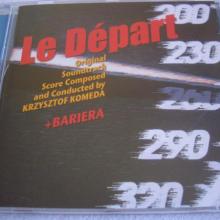 Le Départ
Original
Soundtrack
Score Composed
and Conducted by
KRZYSZTOF KOMEDA
+BARIERA
200
230
260
290
320